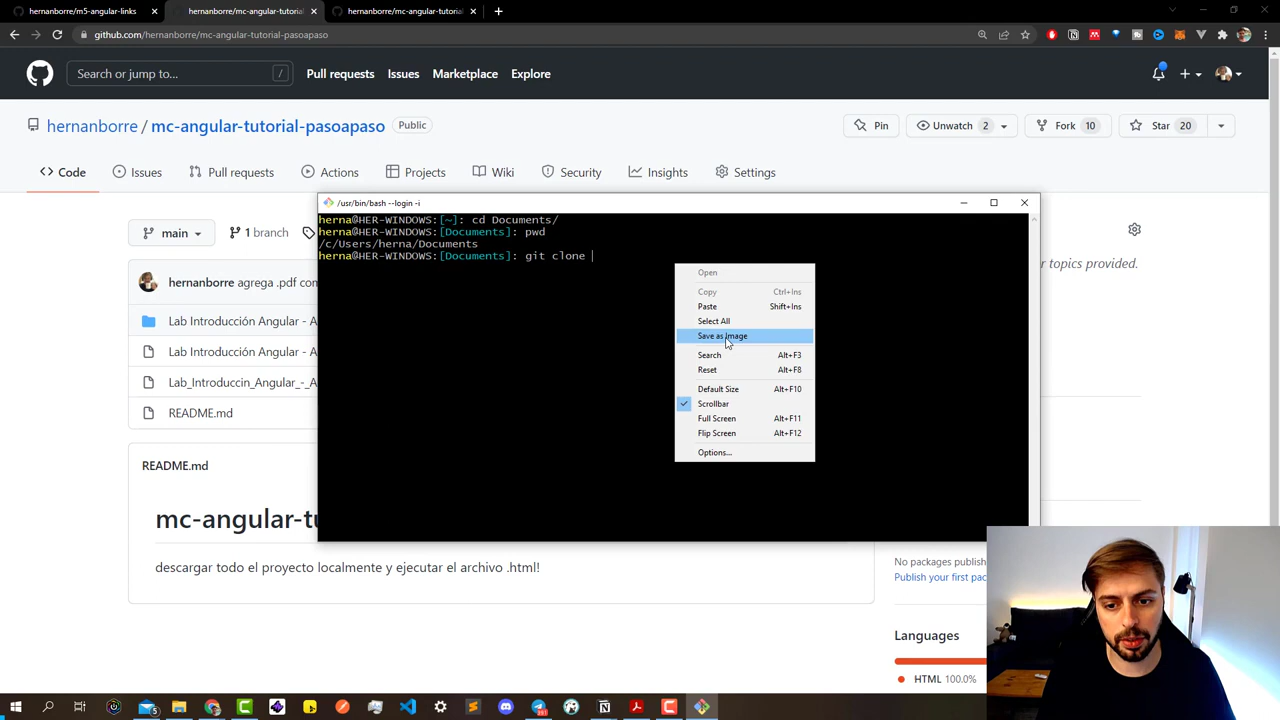 hernanborre/m5-angular-links
hernanborre/mc-angular-tutorial
hernanborre/mc-angular-tutorial
github.com/hernanborre/mc-angular-tutorial-pasoapaso
Search or jump to... /
Pull requests
Issues
Marketplace
Explore
hernanborre / mc-angular-tutorial-pasoapaso
Public
Pin
Unwatch 2
Fork 10
Star 20
Code
Issues
Pull requests
Actions
Projects
Wiki
Security
Insights
Settings
main
1 branch
hernanborre agrega .pdf com
Lab Introducción Angular - A
Lab Introducción Angular - A
Lab_Introduccin_Angular_-_A
README.md
README.md
mc-angular-tu
descargar todo el proyecto localmente y ejecutar el archivo .html!
/usr/bin/bash --login -i
herna@HER-WINDOWS:[~]: cd Documents/
herna@HER-WINDOWS:[Documents]: pwd
/c/Users/herna/Documents
herna@HER-WINDOWS:[Documents]: git clone
Open
Copy Ctrl+Ins
Paste Shift+Ins
Select All
Save as Image
Search Alt+F3
Reset Alt+F8
Default Size Alt+F10
Scrollbar
Full Screen Alt+F11
Flip Screen Alt+F12
Options...
r topics provided.
No packages publish
Publish your first pac
Languages
HTML 100.0%